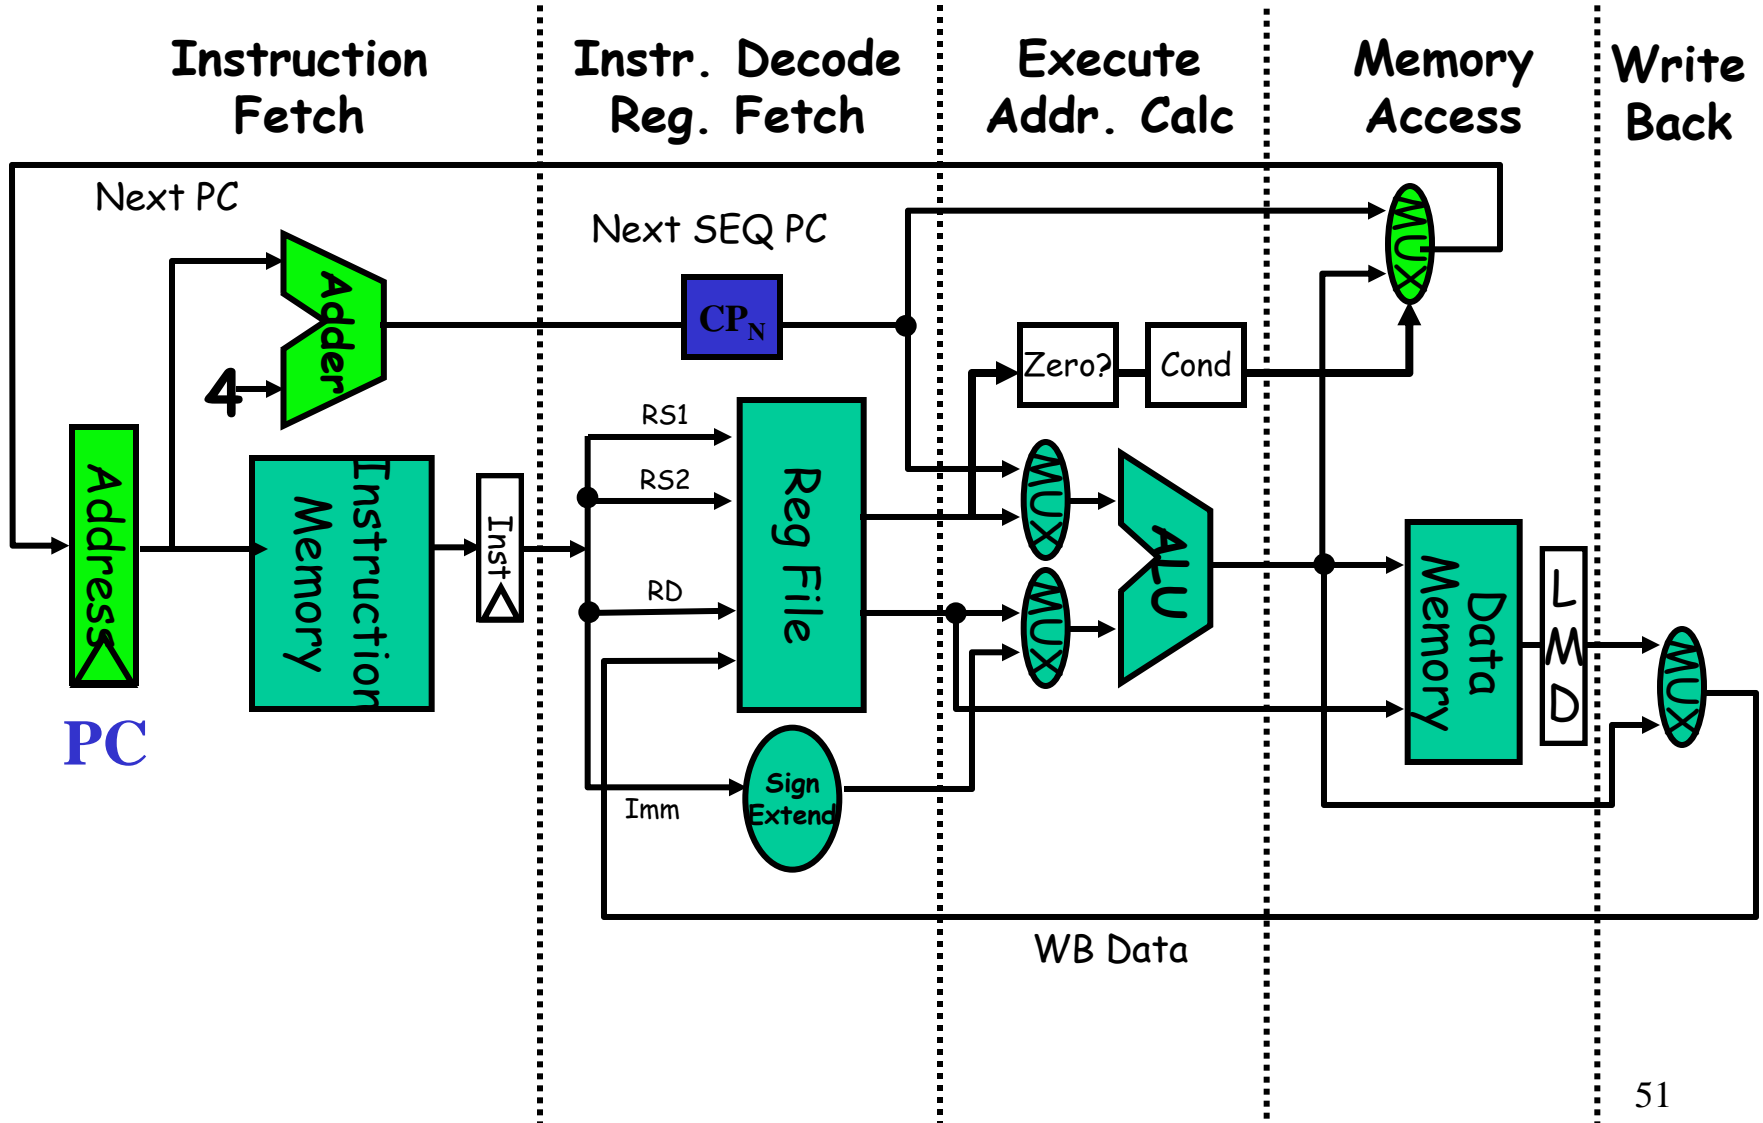 Instruction
Fetch
Instr. Decode
Reg. Fetch
Execute
Addr. Calc
Memory
Access
Write
Back
Next PC
Next SEQ PC
MUX
Adder
CP_N
4
Zero?
Cond
RS1
RS2
RD
Imm
Address
PC
Instruction
Memory
Inst
Reg File
Sign
Extend
MUX
MUX
ALU
Data
Memory
L
M
D
MUX
WB Data
51